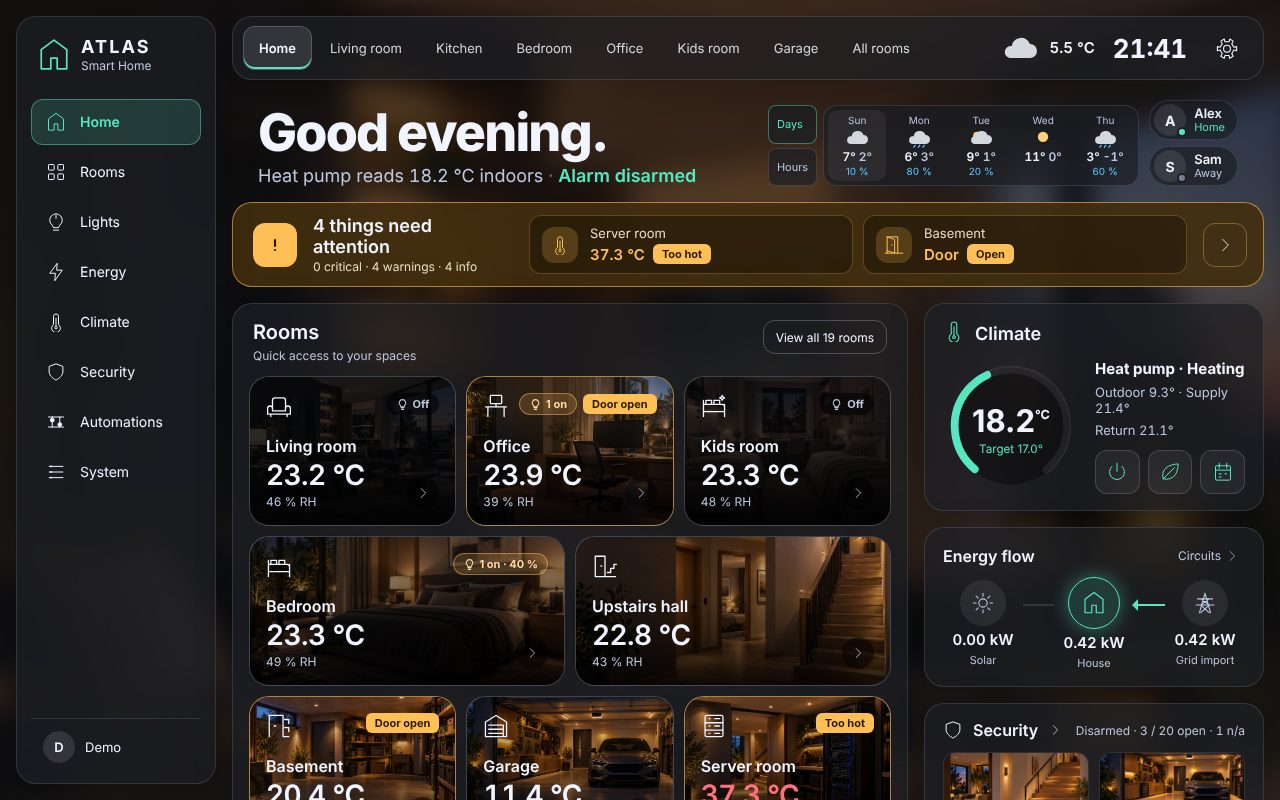 ATLAS
Smart Home
Home
Rooms
Lights
Energy
Climate
Security
Automations
System
D Demo
Home Living room Kitchen Bedroom Office Kids room Garage All rooms
5.5 °C 21:41
Good evening.
Heat pump reads 18.2 °C indoors · Alarm disarmed
Days
Hours
Sun Mon Tue Wed Thu
7° 2° 6° 3° 9° 1° 11° 0° 3° -1°
10 % 80 % 20 % 60 %
A Alex
Home
S Sam
Away
! 4 things need
attention
0 critical · 4 warnings · 4 info
Server room
37.3 °C Too hot
Basement
Door Open
Rooms
Quick access to your spaces
View all 19 rooms
Off
Living room
23.2 °C
46 % RH
1 on Door open
Office
23.9 °C
39 % RH
Off
Kids room
23.3 °C
48 % RH
1 on · 40 %
Bedroom
23.3 °C
49 % RH
Upstairs hall
22.8 °C
43 % RH
Door open
Basement
20.4 °C
Garage
11.4 °C
Too hot
Server room
37.3 °C
Climate
18.2°C
Target 17.0°
Heat pump · Heating
Outdoor 9.3° · Supply
21.4°
Return 21.1°
Energy flow
Circuits
0.00 kW
Solar
0.42 kW
House
0.42 kW
Grid import
Security
Disarmed · 3 / 20 open · 1 n/a